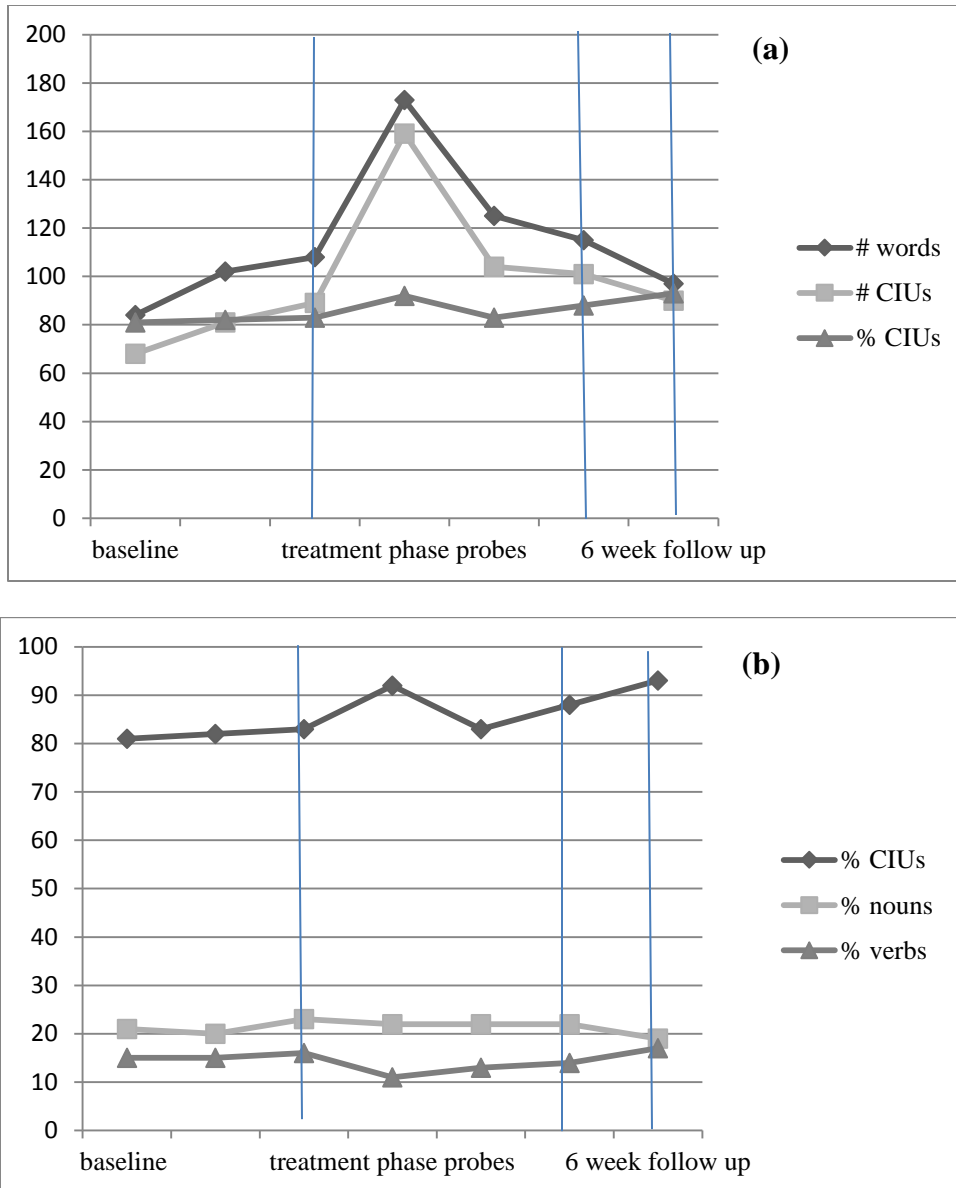 200
(a)
180
160
140
120
# words
100
# CIUs
80
% CIUs
60
40
20
0
baseline treatment phase probes 6 week follow up
100
(b)
90
80
70
60
% CIUs
50
% nouns
40
% verbs
30
20
10
0
baseline treatment phase probes 6 week follow up